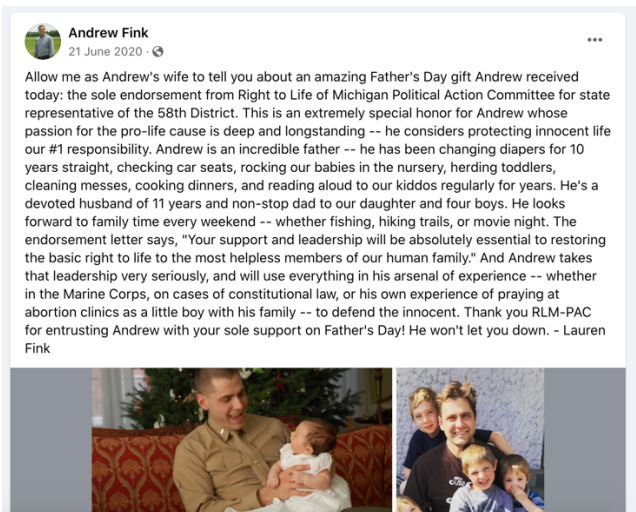 Andrew Fink
21 June 2020 ·
Allow me as Andrew's wife to tell you about an amazing Father's Day gift Andrew received
today: the sole endorsement from Right to Life of Michigan Political Action Committee for state
representative of the 58th District. This is an extremely special honor for Andrew whose
passion for the pro-life cause is deep and longstanding -- he considers protecting innocent life
our #1 responsibility. Andrew is an incredible father -- he has been changing diapers for 10
years straight, checking car seats, rocking our babies in the nursery, herding toddlers,
cleaning messes, cooking dinners, and reading aloud to our kiddos regularly for years. He's a
devoted husband of 11 years and non-stop dad to our daughter and four boys. He looks
forward to family time every weekend -- whether fishing, hiking trails, or movie night. The
endorsement letter says, "Your support and leadership will be absolutely essential to restoring
the basic right to life to the most helpless members of our human family." And Andrew takes
that leadership very seriously, and will use everything in his arsenal of experience -- whether
in the Marine Corps, on cases of constitutional law, or his own experience of praying at
abortion clinics as a little boy with his family -- to defend the innocent. Thank you RLM-PAC
for entrusting Andrew with your sole support on Father's Day! He won't let you down. - Lauren
Fink